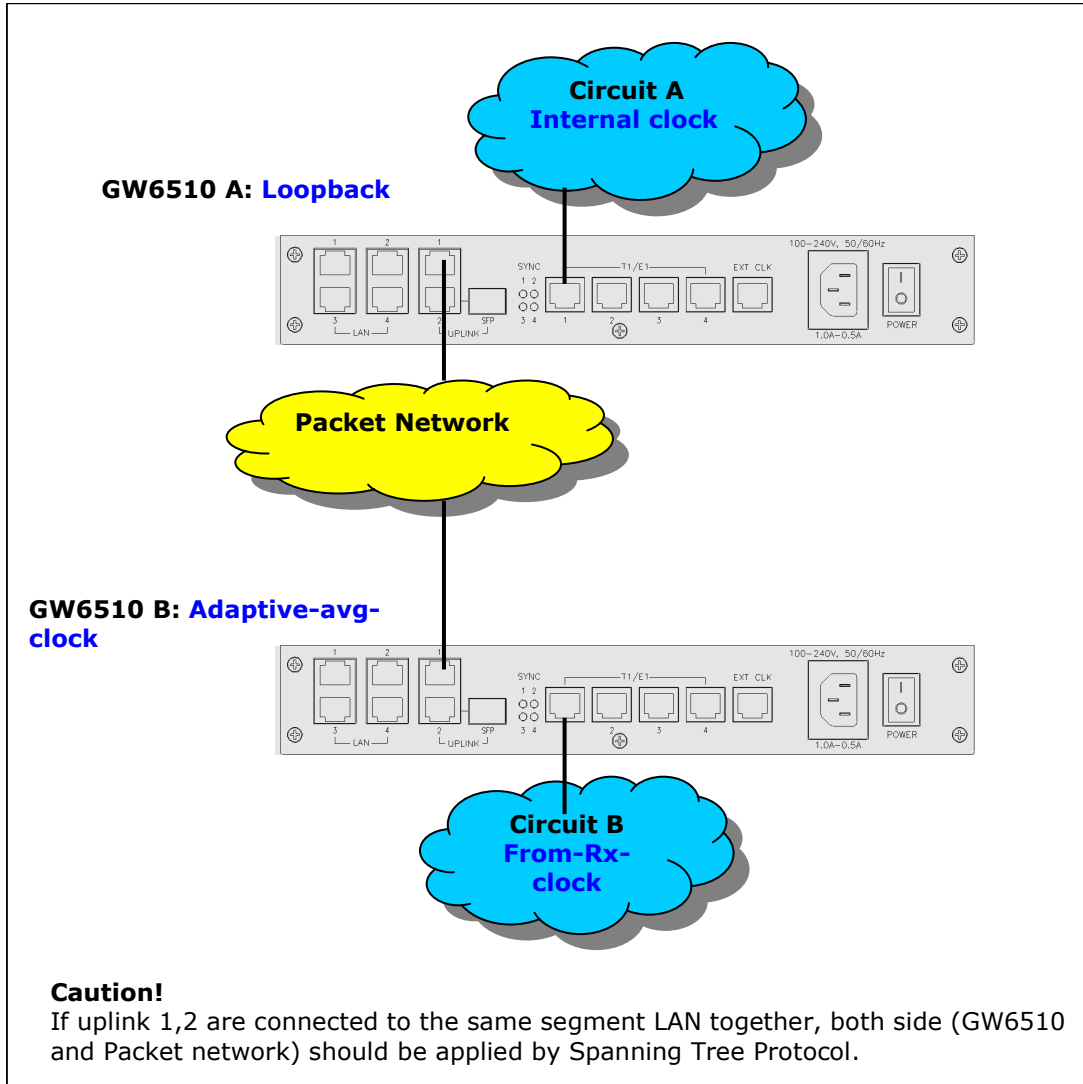 Circuit A
Internal clock
GW6510 A: Loopback
1 2 1
3 4 2 SFP
LAN UPLINK
SYNC
1 2
3 4
T1/E1
EXT CLK
1 2 3 4
100-240V, 50/60Hz
1.0A-0.5A
POWER
Packet Network
GW6510 B: Adaptive-avg-
clock
1 2 1
3 4 2 SFP
LAN UPLINK
SYNC
1 2
3 4
T1/E1
EXT CLK
2 3 4
100-240V, 50/60Hz
1.0A-0.5A
POWER
Circuit B
From-Rx-
clock
Caution!
If uplink 1,2 are connected to the same segment LAN together, both side (GW6510
and Packet network) should be applied by Spanning Tree Protocol.